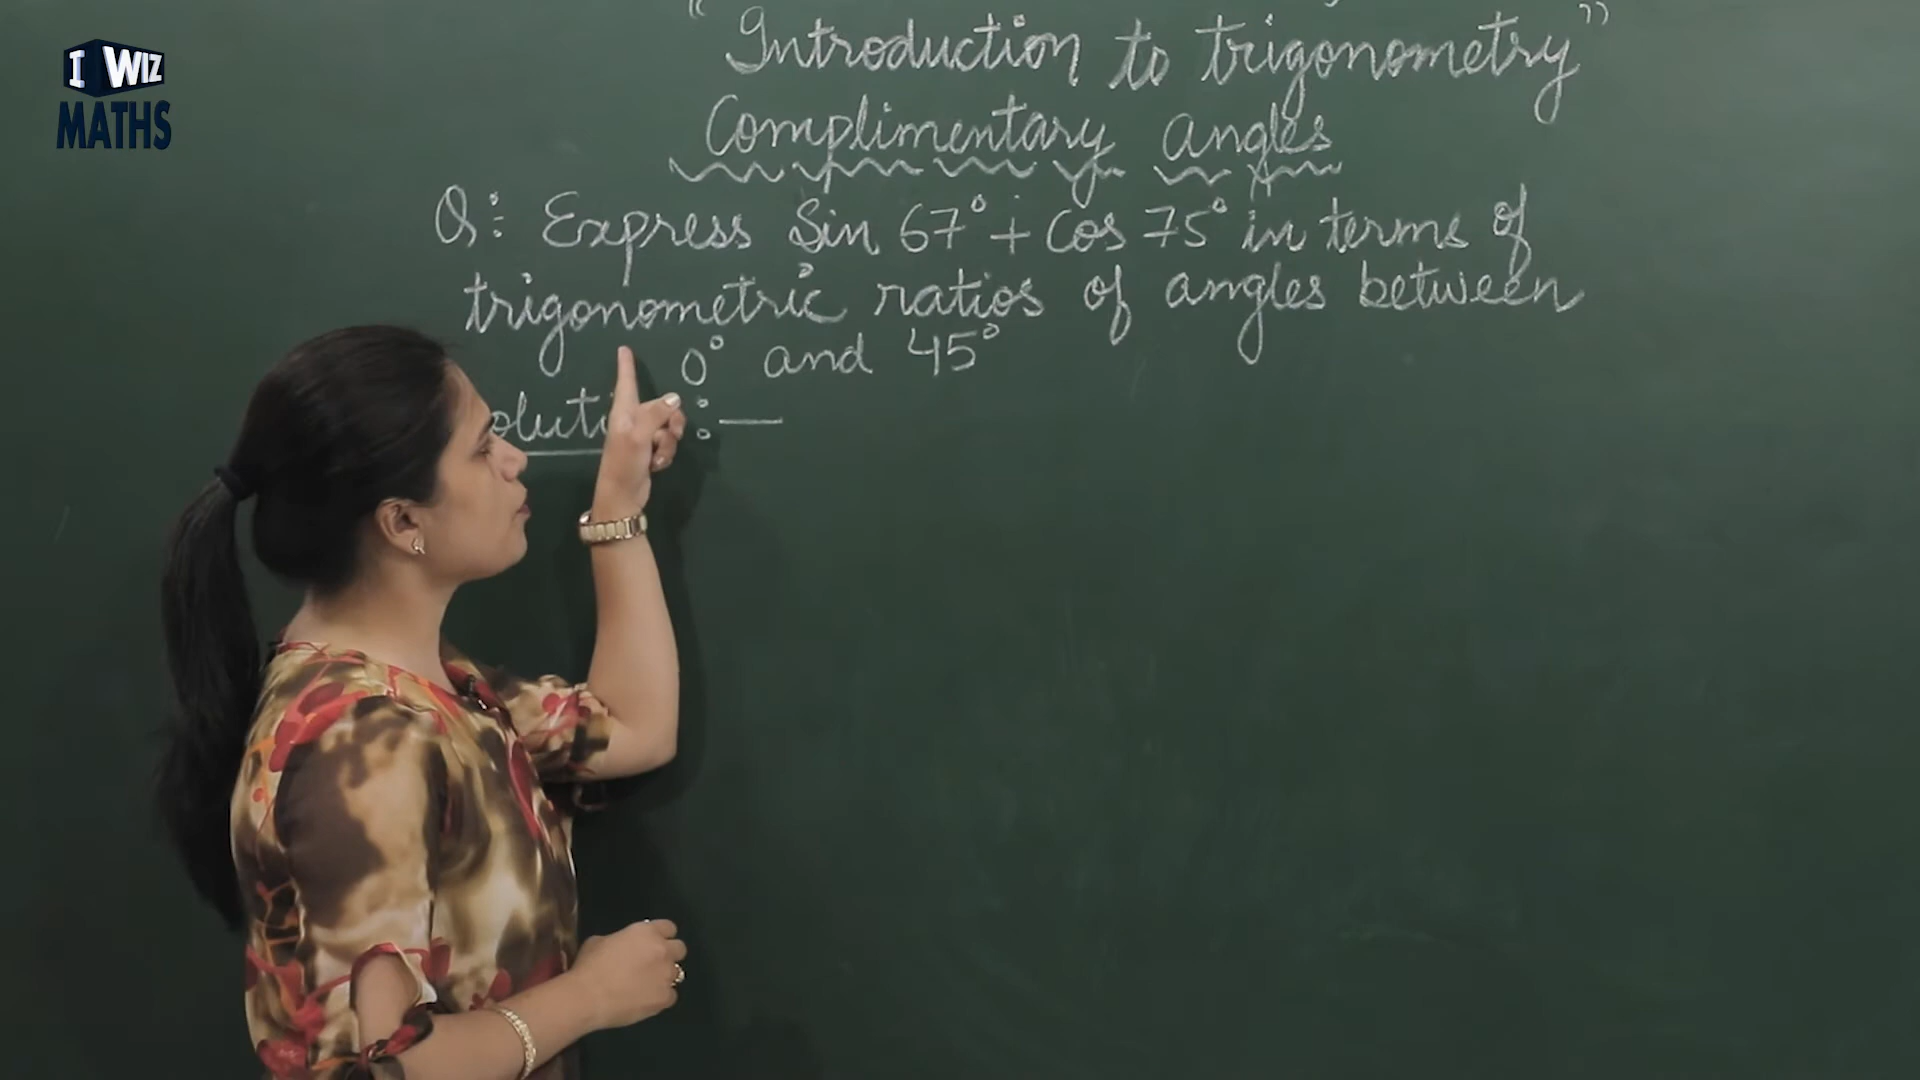 I WIZ
MATHS
"Introduction to trigonometry"
Complimentary angles
Q: Express Sin 67° + Cos 75° in terms of
trigonometric ratios of angles between
0° and 45°
:—